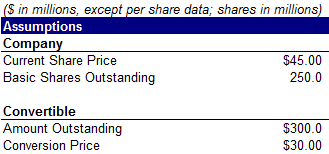 ($ in millions, except per share data; shares in millions)
Assumptions
Company
Current Share Price $45.00
Basic Shares Outstanding 250.0
Convertible
Amount Outstanding $300.0
Conversion Price $30.00